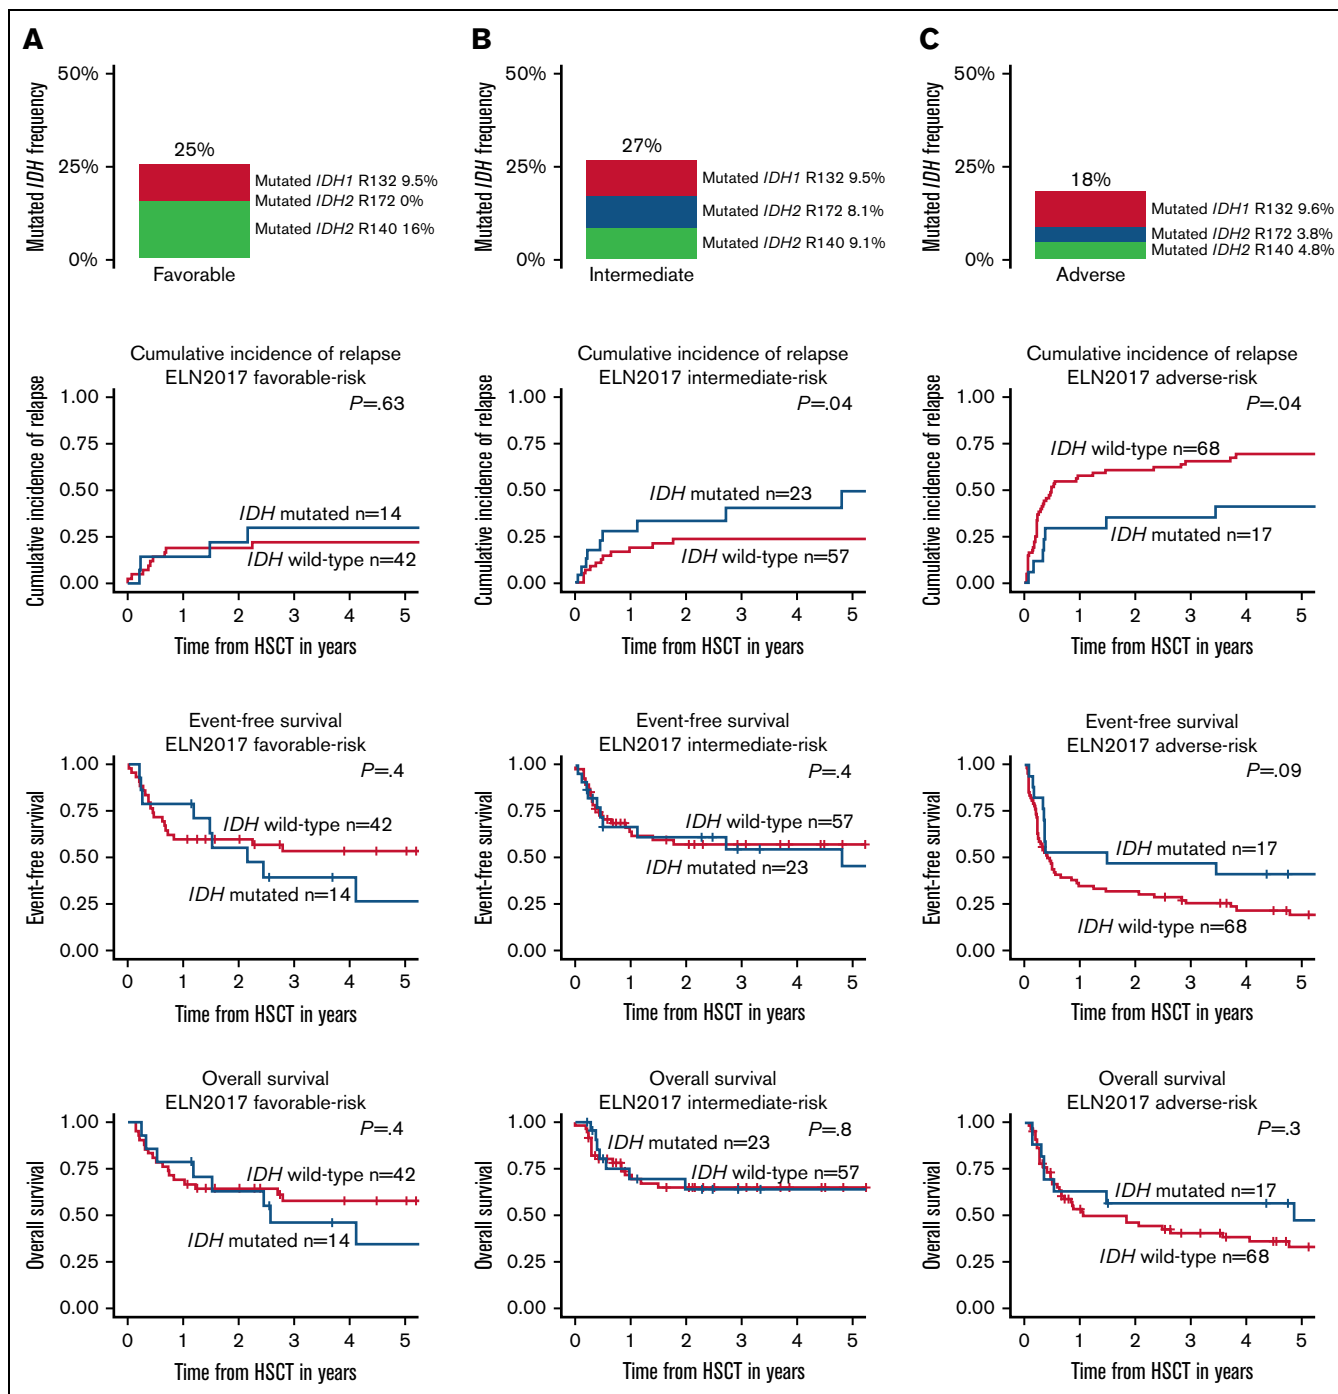 A
Mutated IDH frequency
50%
25%
0%
25%
Mutated IDH1 R132 9.5%
Mutated IDH2 R172 0%
Mutated IDH2 R140 16%
Favorable
Cumulative incidence of relapse
ELN2017 favorable-risk
P=.63
Cumulative incidence of relapse
1.00
0.75
0.50
0.25
0.00
IDH mutated n=14
IDH wild-type n=42
0 1 2 3 4 5
Time from HSCT in years
Event-free survival
ELN2017 favorable-risk
P=.4
Event-free survival
1.00
0.75
0.50
0.25
0.00
IDH wild-type n=42
IDH mutated n=14
0 1 2 3 4 5
Time from HSCT in years
Overall survival
ELN2017 favorable-risk
P=.4
Overall survival
1.00
0.75
0.50
0.25
0.00
IDH wild-type n=42
IDH mutated n=14
0 1 2 3 4 5
Time from HSCT in years
B
Mutated IDH frequency
50%
25%
0%
27%
Mutated IDH1 R132 9.5%
Mutated IDH2 R172 8.1%
Mutated IDH2 R140 9.1%
Intermediate
Cumulative incidence of relapse
ELN2017 intermediate-risk
P=.04
Cumulative incidence of relapse
1.00
0.75
0.50
0.25
0.00
IDH mutated n=23
IDH wild-type n=57
0 1 2 3 4 5
Time from HSCT in years
Event-free survival
ELN2017 intermediate-risk
P=.4
Event-free survival
1.00
0.75
0.50
0.25
0.00
IDH wild-type n=57
IDH mutated n=23
0 1 2 3 4 5
Time from HSCT in years
Overall survival
ELN2017 intermediate-risk
P=.8
Overall survival
1.00
0.75
0.50
0.25
0.00
IDH mutated n=23
IDH wild-type n=57
0 1 2 3 4 5
Time from HSCT in years
C
Mutated IDH frequency
50%
25%
0%
18%
Mutated IDH1 R132 9.6%
Mutated IDH2 R172 3.8%
Mutated IDH2 R140 4.8%
Adverse
Cumulative incidence of relapse
ELN2017 adverse-risk
P=.04
Cumulative incidence of relapse
1.00
0.75
0.50
0.25
0.00
IDH wild-type n=68
IDH mutated n=17
0 1 2 3 4 5
Time from HSCT in years
Event-free survival
ELN2017 adverse-risk
P=.09
Event-free survival
1.00
0.75
0.50
0.25
0.00
IDH mutated n=17
IDH wild-type n=68
0 1 2 3 4 5
Time from HSCT in years
Overall survival
ELN2017 adverse-risk
P=.3
Overall survival
1.00
0.75
0.50
0.25
0.00
IDH mutated n=17
IDH wild-type n=68
0 1 2 3 4 5
Time from HSCT in years